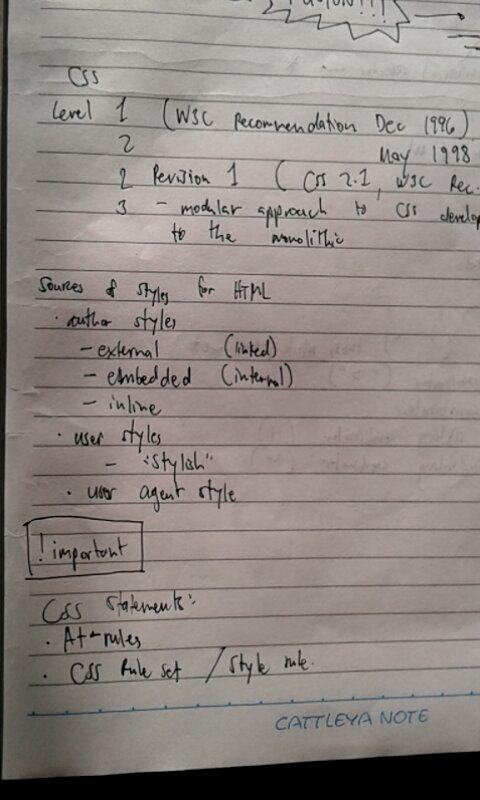 CSS
Level 1 (WSC Recommendation Dec 1996)
2 May 1998
2 Revision 1 (CSS 2.1, WSC Rec.
3 - modular approach to CSS develop
to the monolithic
Sources of styles for HTML
· author styles
- external (linked)
- embedded (internal)
- inline
· user styles
- "Stylish"
· user agent style
! important
CSS Statements:
· At-rules
· CSS Rule set / Style rule.
CATTLEYA NOTE